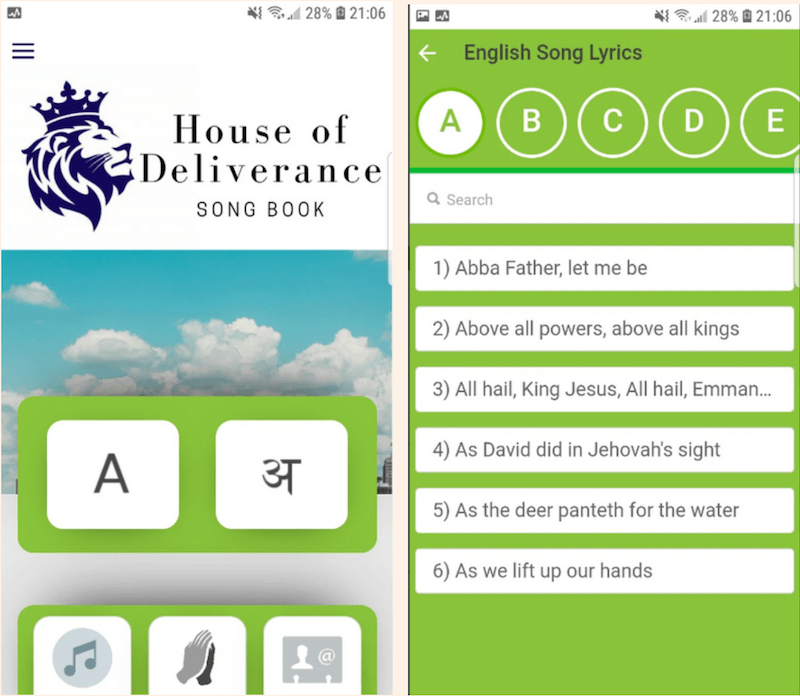 28% 21:06
House of
Deliverance
SONG BOOK
A
अ
@
28% 21:06
English Song Lyrics
A B C D E
Search
1) Abba Father, let me be
2) Above all powers, above all kings
3) All hail, King Jesus, All hail, Emman...
4) As David did in Jehovah's sight
5) As the deer panteth for the water
6) As we lift up our hands